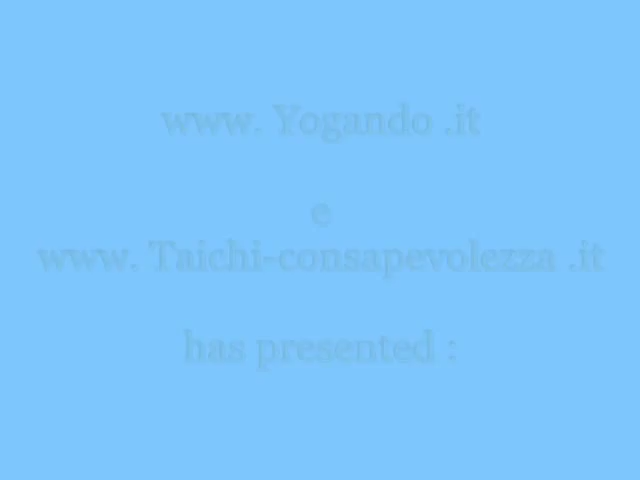 www. Yogando .it
e
www. Taichi-consapevolezza .it
has presented :